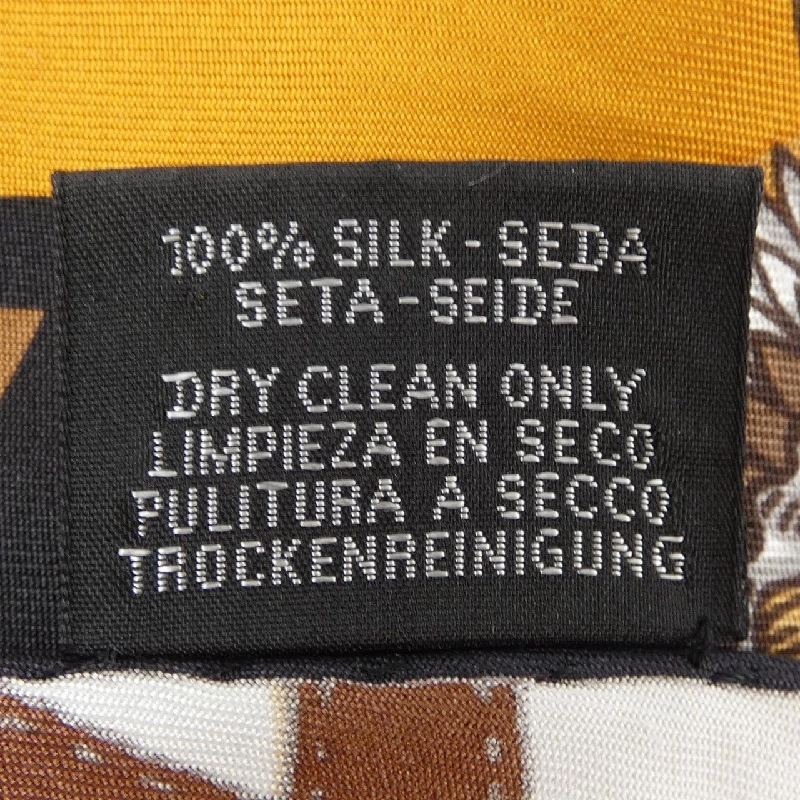 100% SILK - SEDA
SETA - SEIDE
DRY CLEAN ONLY
LIMPIEZA EN SECO
PULITURA A SECCO
TROCKENREINIGUNG